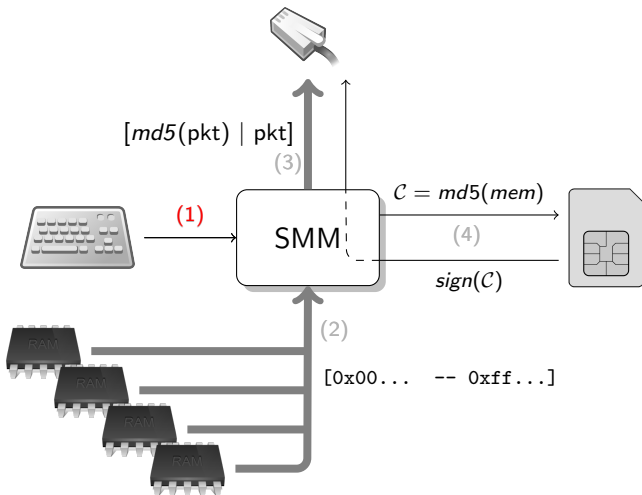 [md5(pkt) | pkt]
(3)
(1)
SMM
𝒞 = md5(mem)
(4)
sign(𝒞)
(2)
[0x00... -- 0xff...]
RAM
RAM
RAM
RAM